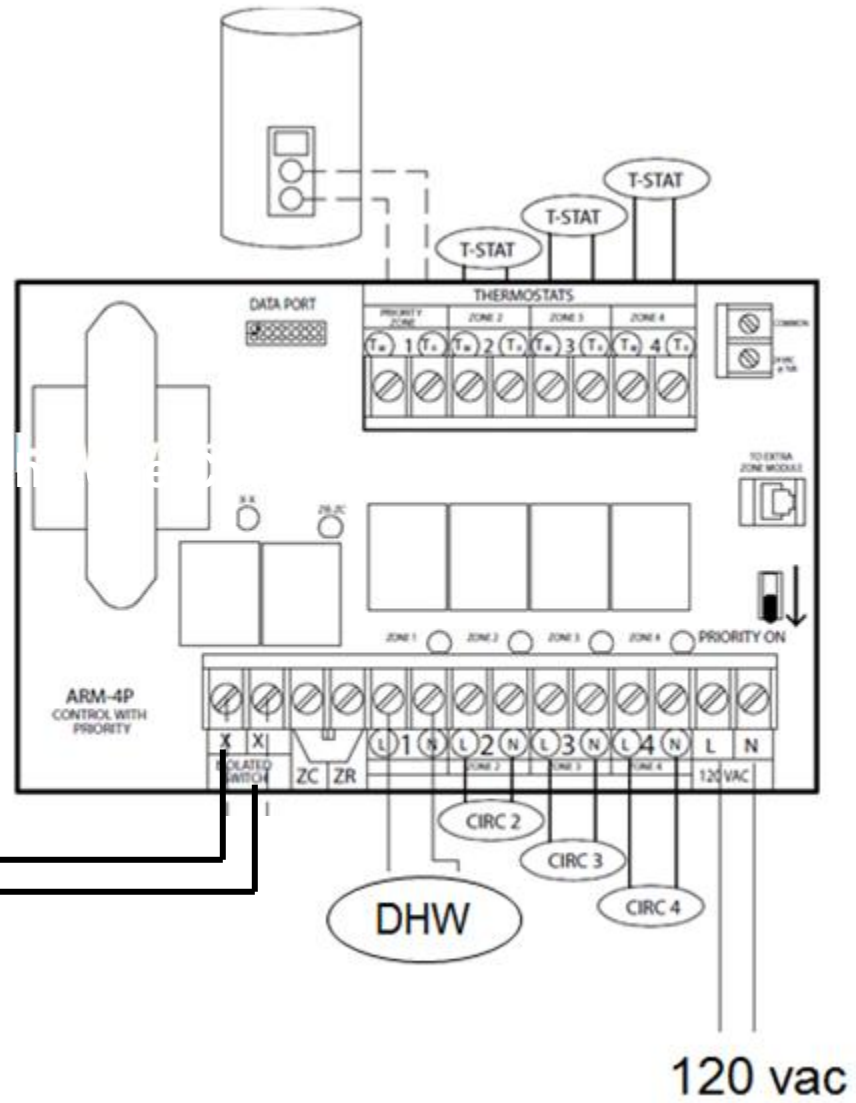 T-STAT
T-STAT
T-STAT
DATA PORT
THERMOSTATS
PRIORITY ZONE
ZONE 2
ZONE 3
ZONE 4
1
2
3
4
COMMON
TO EXTRA
ZONE MODULE
X X
ZR ZC
ZONE 1
ZONE 2
ZONE 3
ZONE 4
PRIORITY ON
ARM-4P
CONTROL WITH
PRIORITY
X X
ISOLATED
SWITCH
ZC ZR
L 1 N
L 2 N
L 3 N
L 4 N
L N
ZONE 2
ZONE 3
ZONE 4
120 VAC
CIRC 2
CIRC 3
CIRC 4
DHW
120 vac